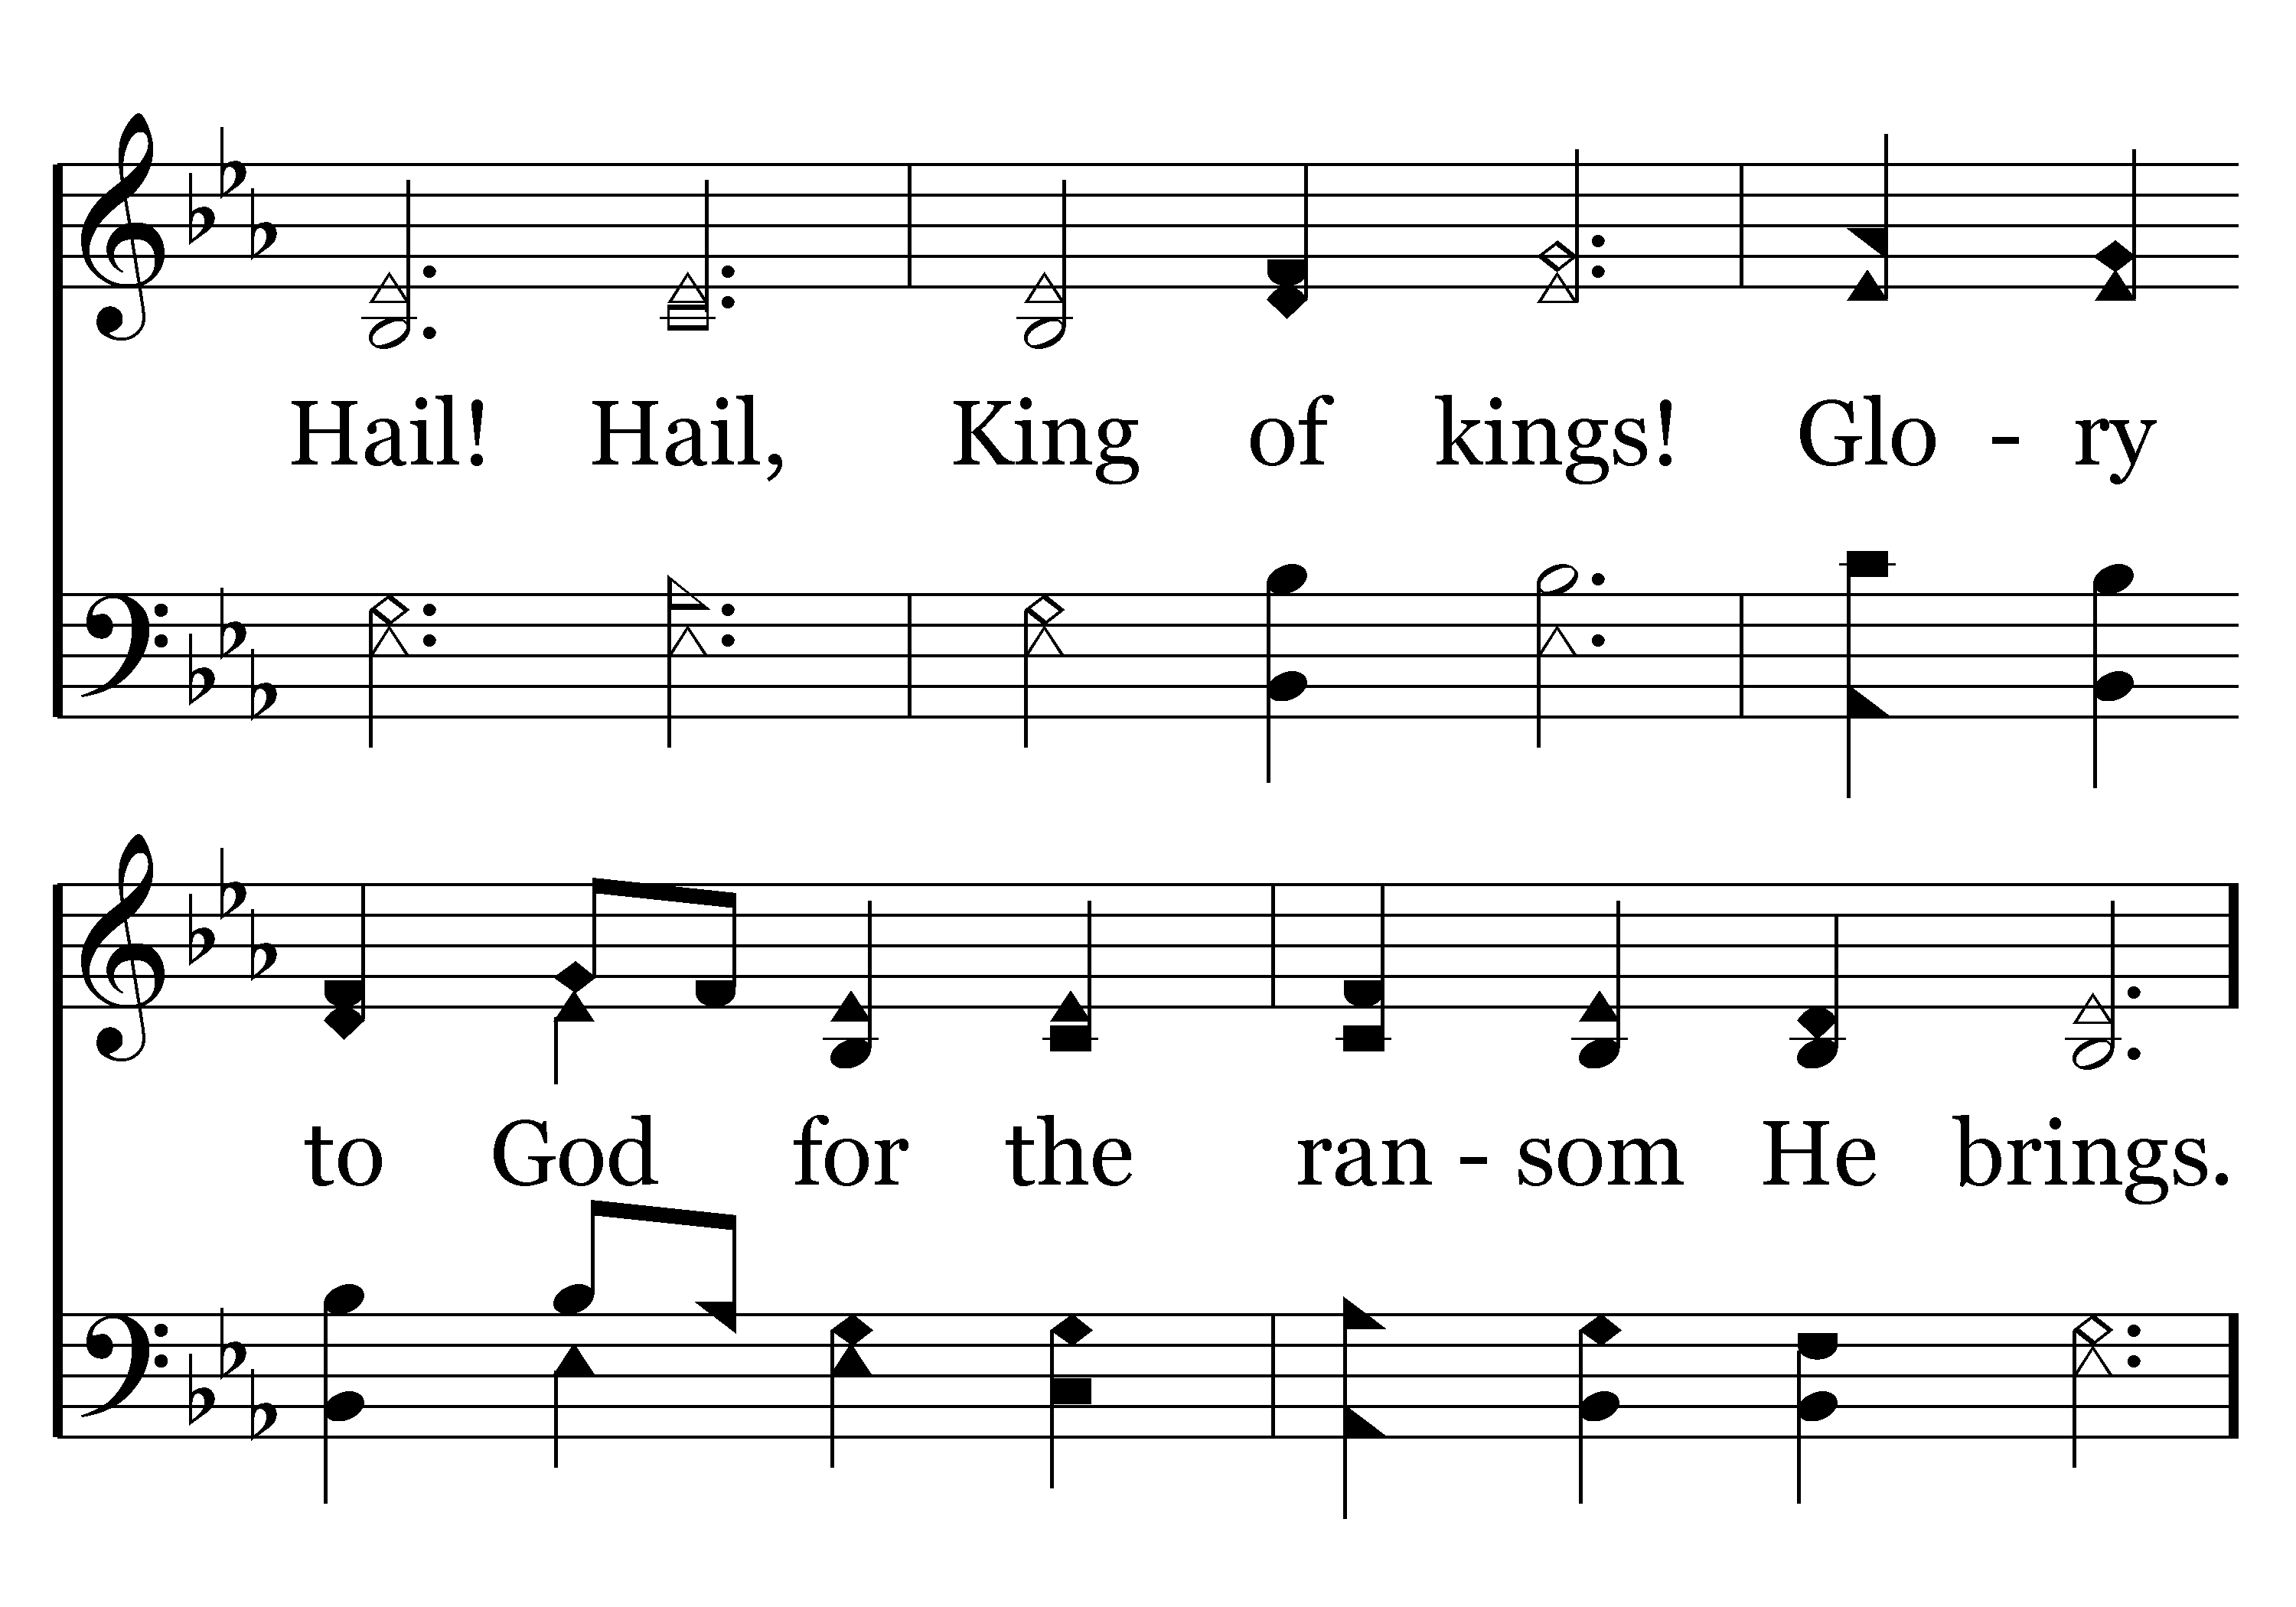 Hail! Hail, King of kings! Glo - ry
to God for the ran - som He brings.